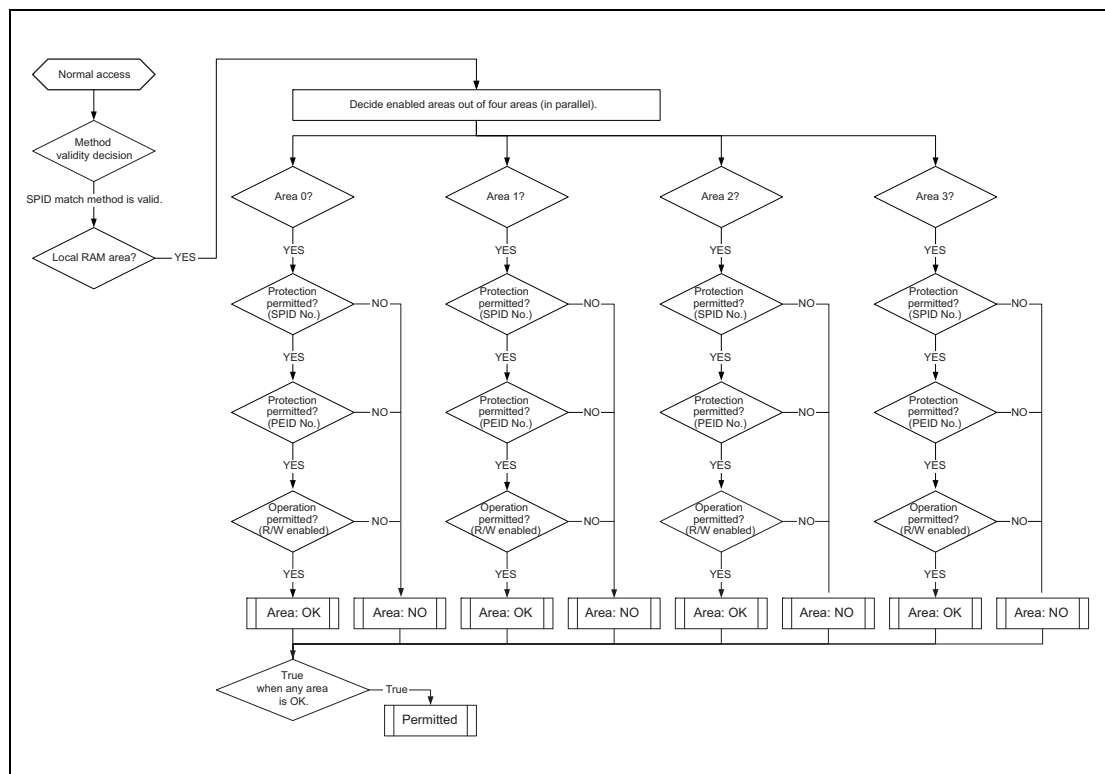 Normal access
Decide enabled areas out of four areas (in parallel).
Method
validity decision
SPID match method is valid.
Local RAM area?
YES
Area 0?
Area 1?
Area 2?
Area 3?
YES
YES
YES
YES
Protection
permitted?
(SPID No.)
NO
Protection
permitted?
(SPID No.)
NO
Protection
permitted?
(SPID No.)
NO
Protection
permitted?
(SPID No.)
NO
YES
YES
YES
YES
Protection
permitted?
(PEID No.)
NO
Protection
permitted?
(PEID No.)
NO
Protection
permitted?
(PEID No.)
NO
Protection
permitted?
(PEID No.)
NO
YES
YES
YES
YES
Operation
permitted?
(R/W enabled)
NO
Operation
permitted?
(R/W enabled)
NO
Operation
permitted?
(R/W enabled)
NO
Operation
permitted?
(R/W enabled)
NO
YES
YES
YES
YES
Area: OK
Area: NO
Area: OK
Area: NO
Area: OK
Area: NO
Area: OK
Area: NO
True
when any area
is OK.
True
Permitted